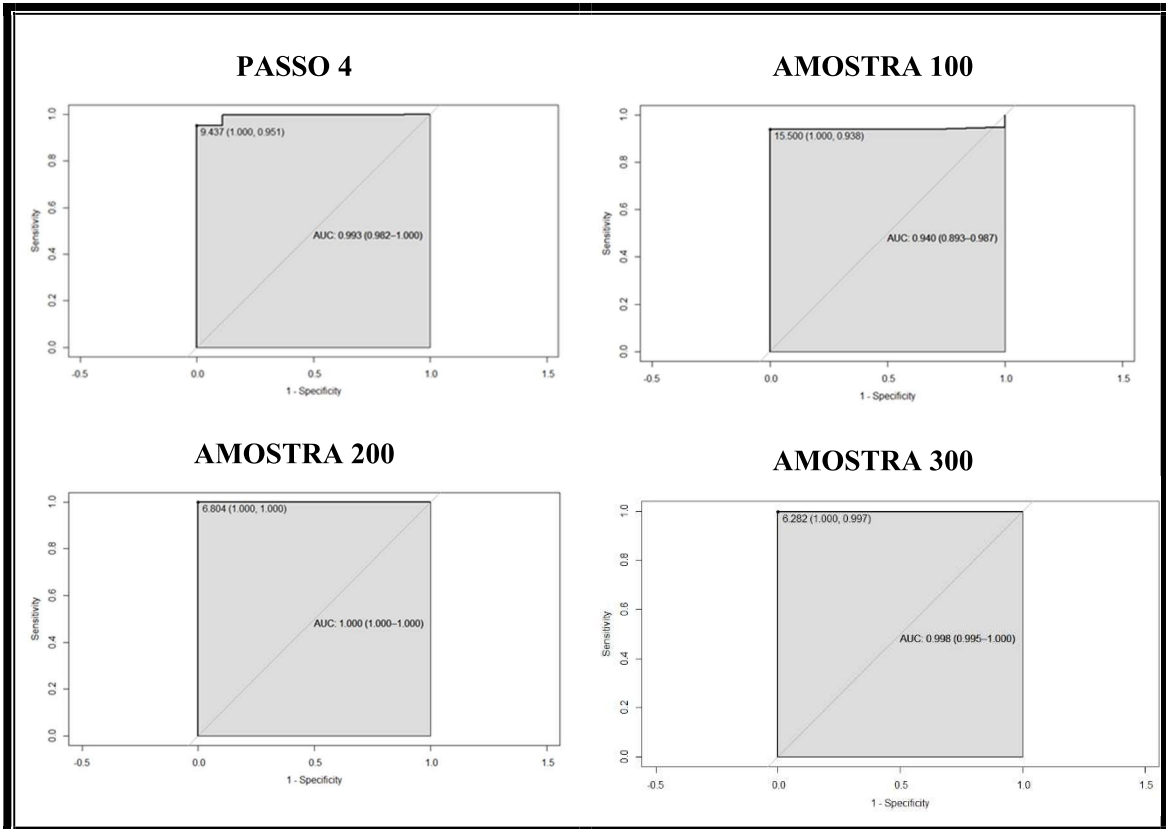 PASSO 4
1.0
9.437 (1.000, 0.951)
0.8
0.6
Sensitivity
AUC: 0.993 (0.982–1.000)
0.4
0.2
0.0
-0.5 0.0 0.5 1.0 1.5
1 - Specificity
AMOSTRA 100
1.0
15.500 (1.000, 0.938)
0.8
0.6
Sensitivity
AUC: 0.940 (0.893–0.987)
0.4
0.2
0.0
-0.5 0.0 0.5 1.0 1.5
1 - Specificity
AMOSTRA 200
1.0
6.804 (1.000, 1.000)
0.8
0.6
Sensitivity
AUC: 1.000 (1.000–1.000)
0.4
0.2
0.0
-0.5 0.0 0.5 1.0 1.5
1 - Specificity
AMOSTRA 300
1.0
6.282 (1.000, 0.997)
0.8
0.6
Sensitivity
AUC: 0.998 (0.995–1.000)
0.4
0.2
0.0
-0.5 0.0 0.5 1.0 1.5
1 - Specificity